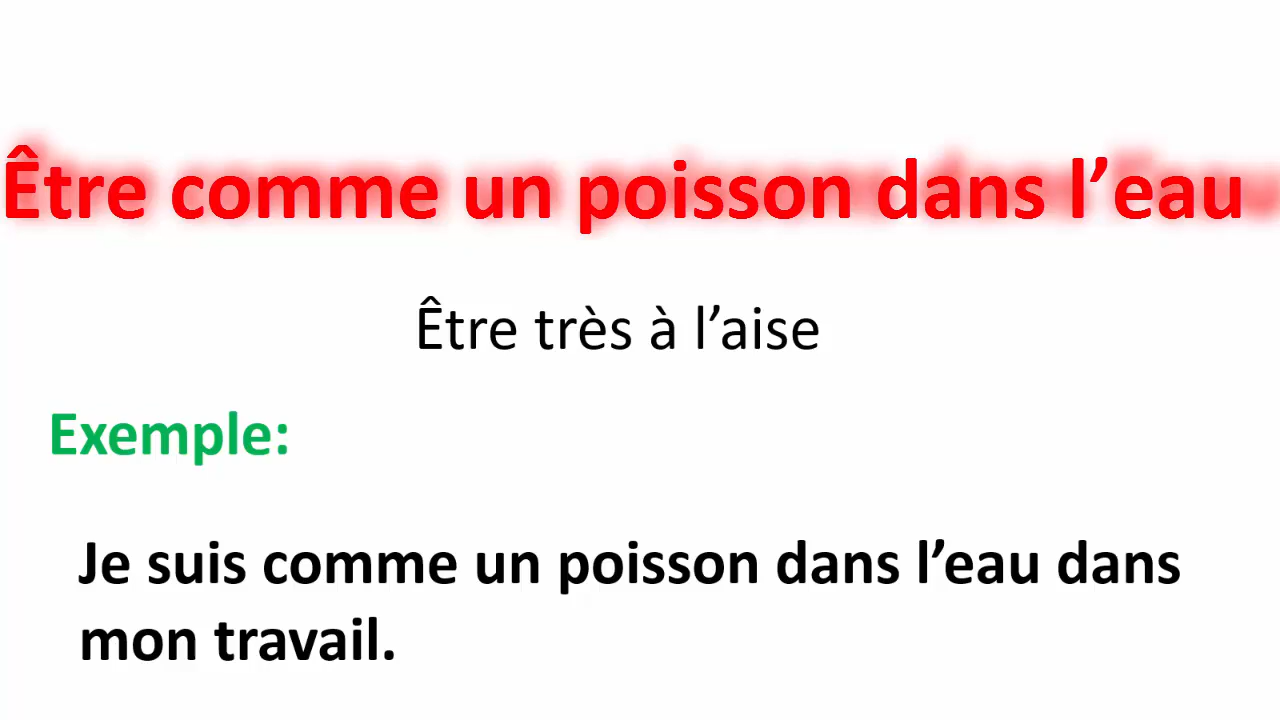 Être comme un poisson dans l’eau
Être très à l’aise
Exemple:
Je suis comme un poisson dans l’eau dans
mon travail.